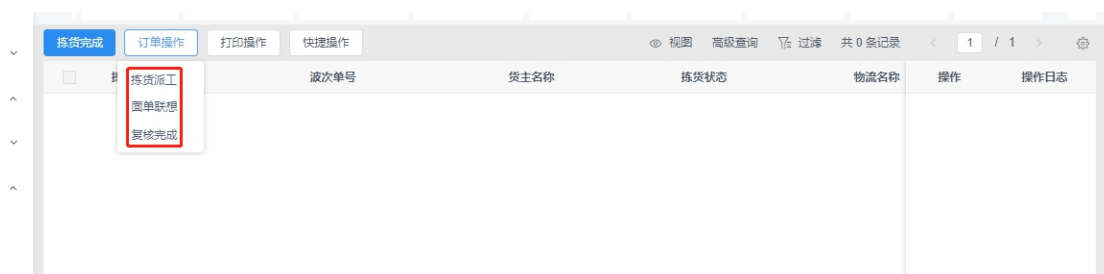 拣货完成 订单操作 打印操作 快捷操作 视图 高级查询 过滤 共 0 条记录 1 / 1
波次单号 货主名称 拣货状态 物流名称 操作 操作日志
拣货派工
面单联想
复核完成